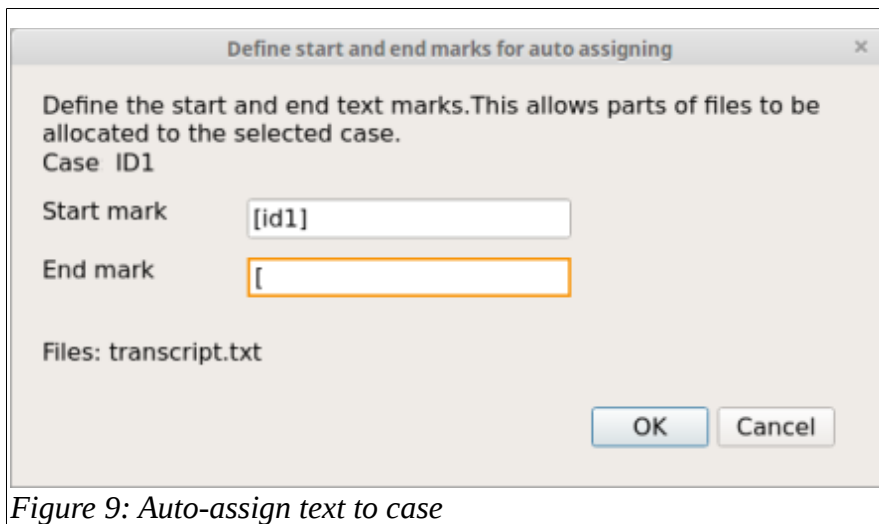 Define start and end marks for auto assigning ×
Define the start and end text marks.This allows parts of files to be
allocated to the selected case.
Case ID1
Start mark [id1]
End mark [
Files: transcript.txt
OK Cancel
Figure 9: Auto-assign text to case